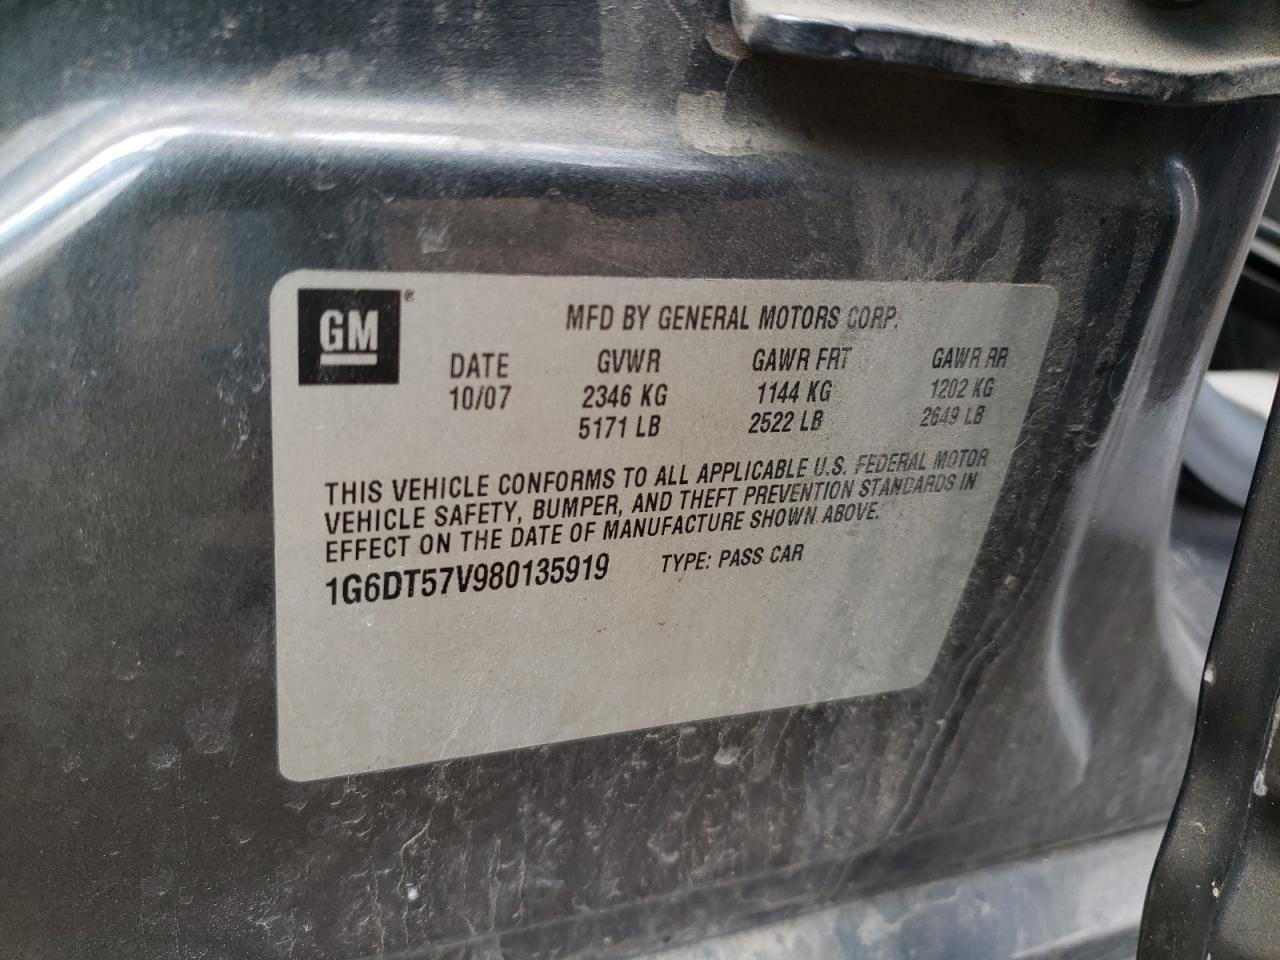 GM ®
MFD BY GENERAL MOTORS CORP.
DATE GVWR GAWR FRT GAWR RR
10/07 2346 KG 1144 KG 1202 KG
5171 LB 2522 LB 2649 LB
THIS VEHICLE CONFORMS TO ALL APPLICABLE U.S. FEDERAL MOTOR
VEHICLE SAFETY, BUMPER, AND THEFT PREVENTION STANDARDS IN
EFFECT ON THE DATE OF MANUFACTURE SHOWN ABOVE.
1G6DT57V980135919 TYPE: PASS CAR